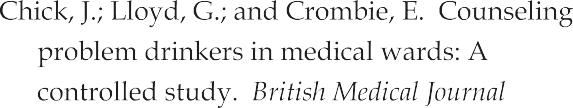 Chick, J.; Lloyd, G.; and Crombie, E. Counseling
problem drinkers in medical wards: A
controlled study. British Medical Journal